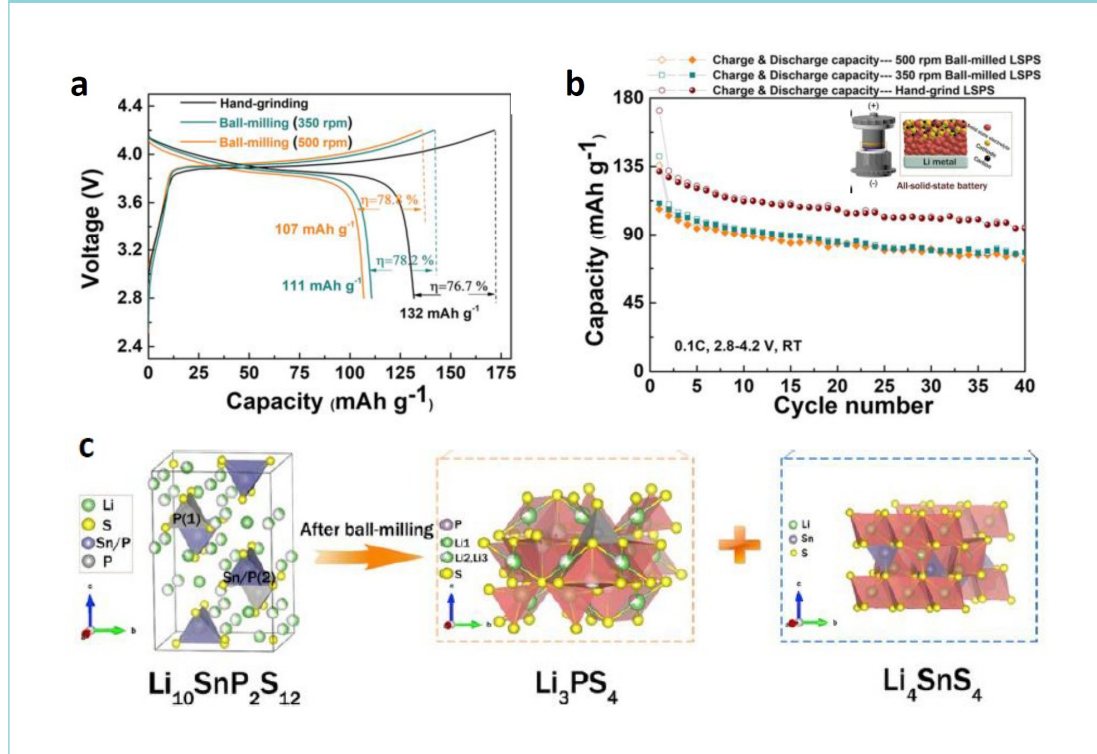 a
Hand-grinding
Ball-milling (350 rpm)
Ball-milling (500 rpm)
4.4
4.0
3.6
3.2
2.8
2.4
Voltage (V)
η=78.2 %
107 mAh g-1
η=78.2 %
111 mAh g-1
η=76.7 %
132 mAh g-1
0 25 50 75 100 125 150 175
Capacity (mAh g-1)
b
Charge & Discharge capacity--- 500 rpm Ball-milled LSPS
Charge & Discharge capacity--- 350 rpm Ball-milled LSPS
Charge & Discharge capacity--- Hand-grind LSPS
180
135
90
45
0
Capacity (mAh g-1)
(+)
(-)
Solid state electrolyte
Cathode
Carbon
Li metal
All-solid-state battery
0.1C, 2.8-4.2 V, RT
0 5 10 15 20 25 30 35 40
Cycle number
c
Li
S
Sn/P
P
c
b
P(1)
Sn/P(2)
After ball-milling
P
Li1
Li2,Li3
S
c
b
Li
Sn
S
c
b
Li10SnP2S12
Li3PS4
Li4SnS4